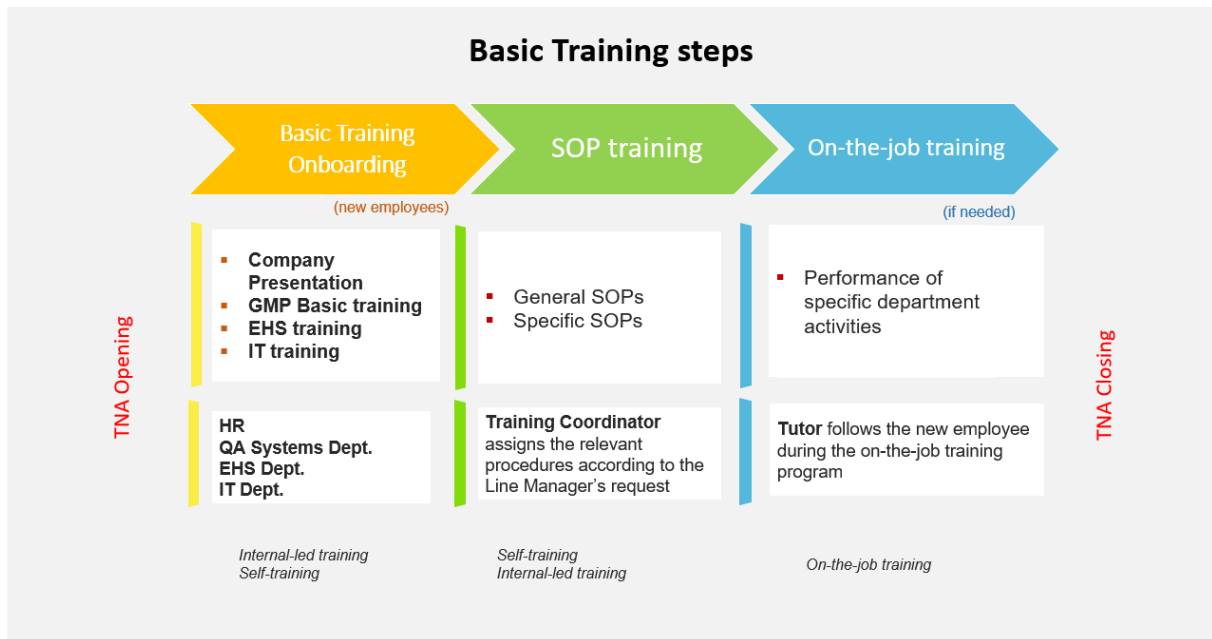 Basic Training steps
Basic Training
Onboarding
SOP training
On-the-job training
(new employees)
(if needed)
TNA Opening
▪ Company
Presentation
▪ GMP Basic training
▪ EHS training
▪ IT training
▪ General SOPs
▪ Specific SOPs
▪ Performance of
specific department
activities
TNA Closing
HR
QA Systems Dept.
EHS Dept.
IT Dept.
Training Coordinator
assigns the relevant
procedures according to the
Line Manager’s request
Tutor follows the new employee
during the on-the-job training
program
Internal-led training
Self-training
Self-training
Internal-led training
On-the-job training